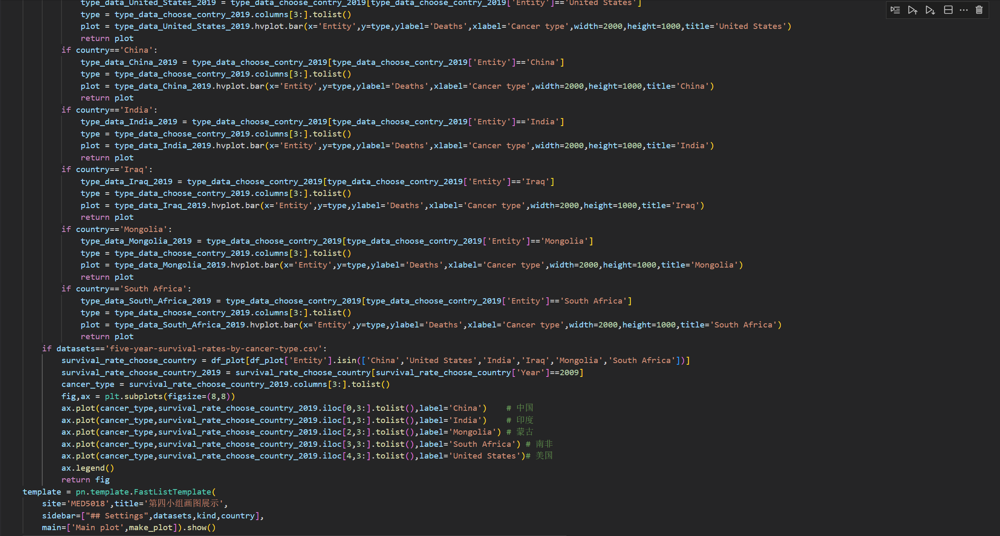 type_data_United_States_2019 = type_data_choose_contry_2019[type_data_choose_contry_2019['Entity']=='United States']
type = type_data_choose_contry_2019.columns[3:].tolist()
plot = type_data_United_States_2019.hvplot.bar(x='Entity',y=type,ylabel='Deaths',xlabel='Cancer type',width=2000,height=1000,title='United States')
return plot
if country=='China':
type_data_China_2019 = type_data_choose_contry_2019[type_data_choose_contry_2019['Entity']=='China']
type = type_data_choose_contry_2019.columns[3:].tolist()
plot = type_data_China_2019.hvplot.bar(x='Entity',y=type,ylabel='Deaths',xlabel='Cancer type',width=2000,height=1000,title='China')
return plot
if country=='India':
type_data_India_2019 = type_data_choose_contry_2019[type_data_choose_contry_2019['Entity']=='India']
type = type_data_choose_contry_2019.columns[3:].tolist()
plot = type_data_India_2019.hvplot.bar(x='Entity',y=type,ylabel='Deaths',xlabel='Cancer type',width=2000,height=1000,title='India')
return plot
if country=='Iraq':
type_data_Iraq_2019 = type_data_choose_contry_2019[type_data_choose_contry_2019['Entity']=='Iraq']
type = type_data_choose_contry_2019.columns[3:].tolist()
plot = type_data_Iraq_2019.hvplot.bar(x='Entity',y=type,ylabel='Deaths',xlabel='Cancer type',width=2000,height=1000,title='Iraq')
return plot
if country=='Mongolia':
type_data_Mongolia_2019 = type_data_choose_contry_2019[type_data_choose_contry_2019['Entity']=='Mongolia']
type = type_data_choose_contry_2019.columns[3:].tolist()
plot = type_data_Mongolia_2019.hvplot.bar(x='Entity',y=type,ylabel='Deaths',xlabel='Cancer type',width=2000,height=1000,title='Mongolia')
return plot
if country=='South Africa':
type_data_South_Africa_2019 = type_data_choose_contry_2019[type_data_choose_contry_2019['Entity']=='South Africa']
type = type_data_choose_contry_2019.columns[3:].tolist()
plot = type_data_South_Africa_2019.hvplot.bar(x='Entity',y=type,ylabel='Deaths',xlabel='Cancer type',width=2000,height=1000,title='South Africa')
return plot
if datasets=='five-year-survival-rates-by-cancer-type.csv':
survival_rate_choose_country = df_plot[df_plot['Entity'].isin(['China','United States','India','Iraq','Mongolia','South Africa'])]
survival_rate_choose_country_2019 = survival_rate_choose_country[survival_rate_choose_country['Year']==2009]
cancer_type = survival_rate_choose_country_2019.columns[3:].tolist()
fig,ax = plt.subplots(figsize=(8,8))
ax.plot(cancer_type,survival_rate_choose_country_2019.iloc[0,3:].tolist(),label='China')    # 中国
ax.plot(cancer_type,survival_rate_choose_country_2019.iloc[1,3:].tolist(),label='India')    # 印度
ax.plot(cancer_type,survival_rate_choose_country_2019.iloc[2,3:].tolist(),label='Mongolia') # 蒙古
ax.plot(cancer_type,survival_rate_choose_country_2019.iloc[3,3:].tolist(),label='South Africa') # 南非
ax.plot(cancer_type,survival_rate_choose_country_2019.iloc[4,3:].tolist(),label='United States')# 美国
ax.legend()
return fig
template = pn.template.FastListTemplate(
site='MED5018',title='第四小组画图展示',
sidebar=["## Settings",datasets,kind,country],
main=['Main plot',make_plot]).show()